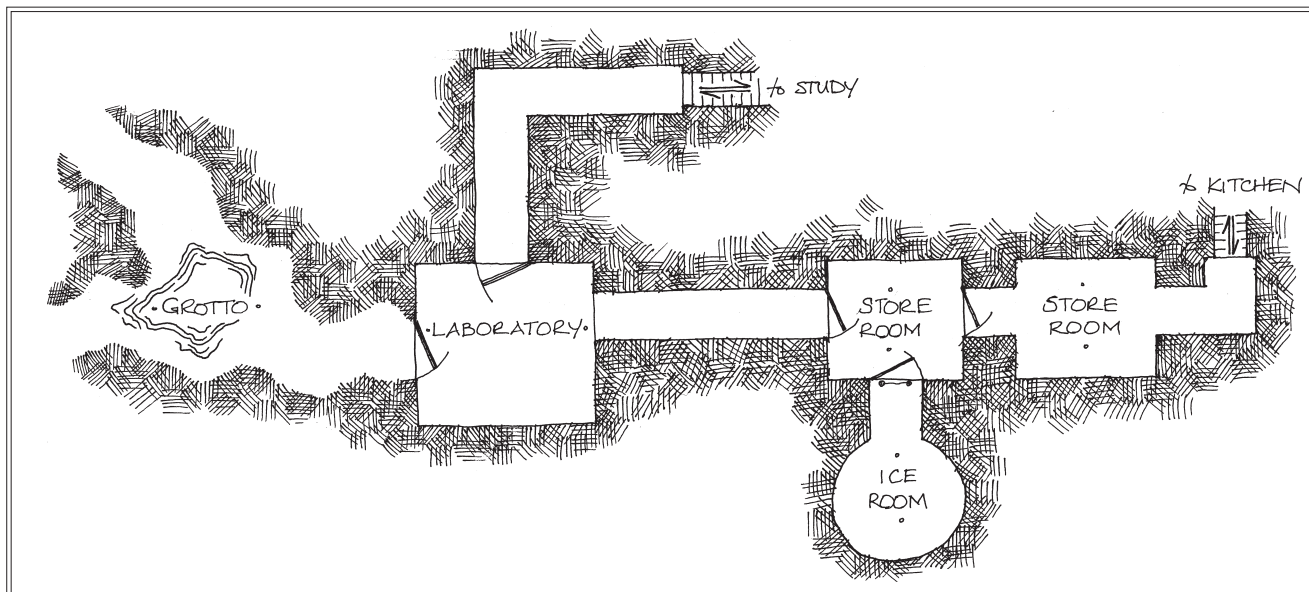 to STUDY
to KITCHEN
GROTTO
LABORATORY
STORE
ROOM
STORE
ROOM
ICE
ROOM